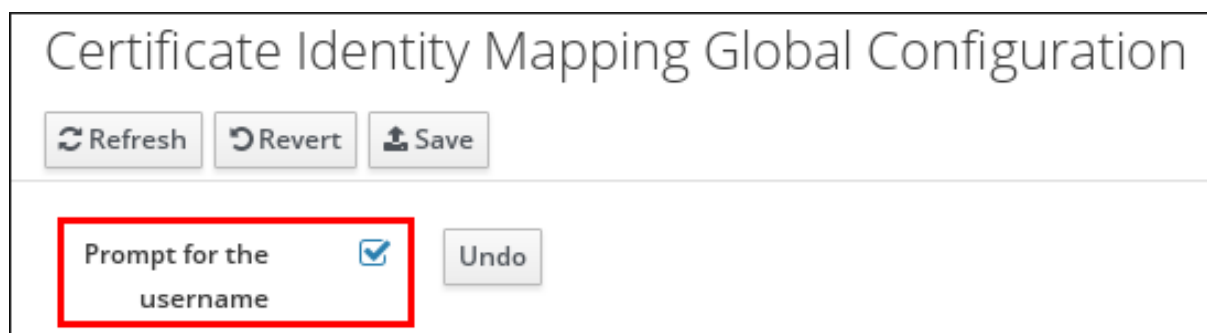 Certificate Identity Mapping Global Configuration
Refresh Revert Save
Prompt for the Undo
username